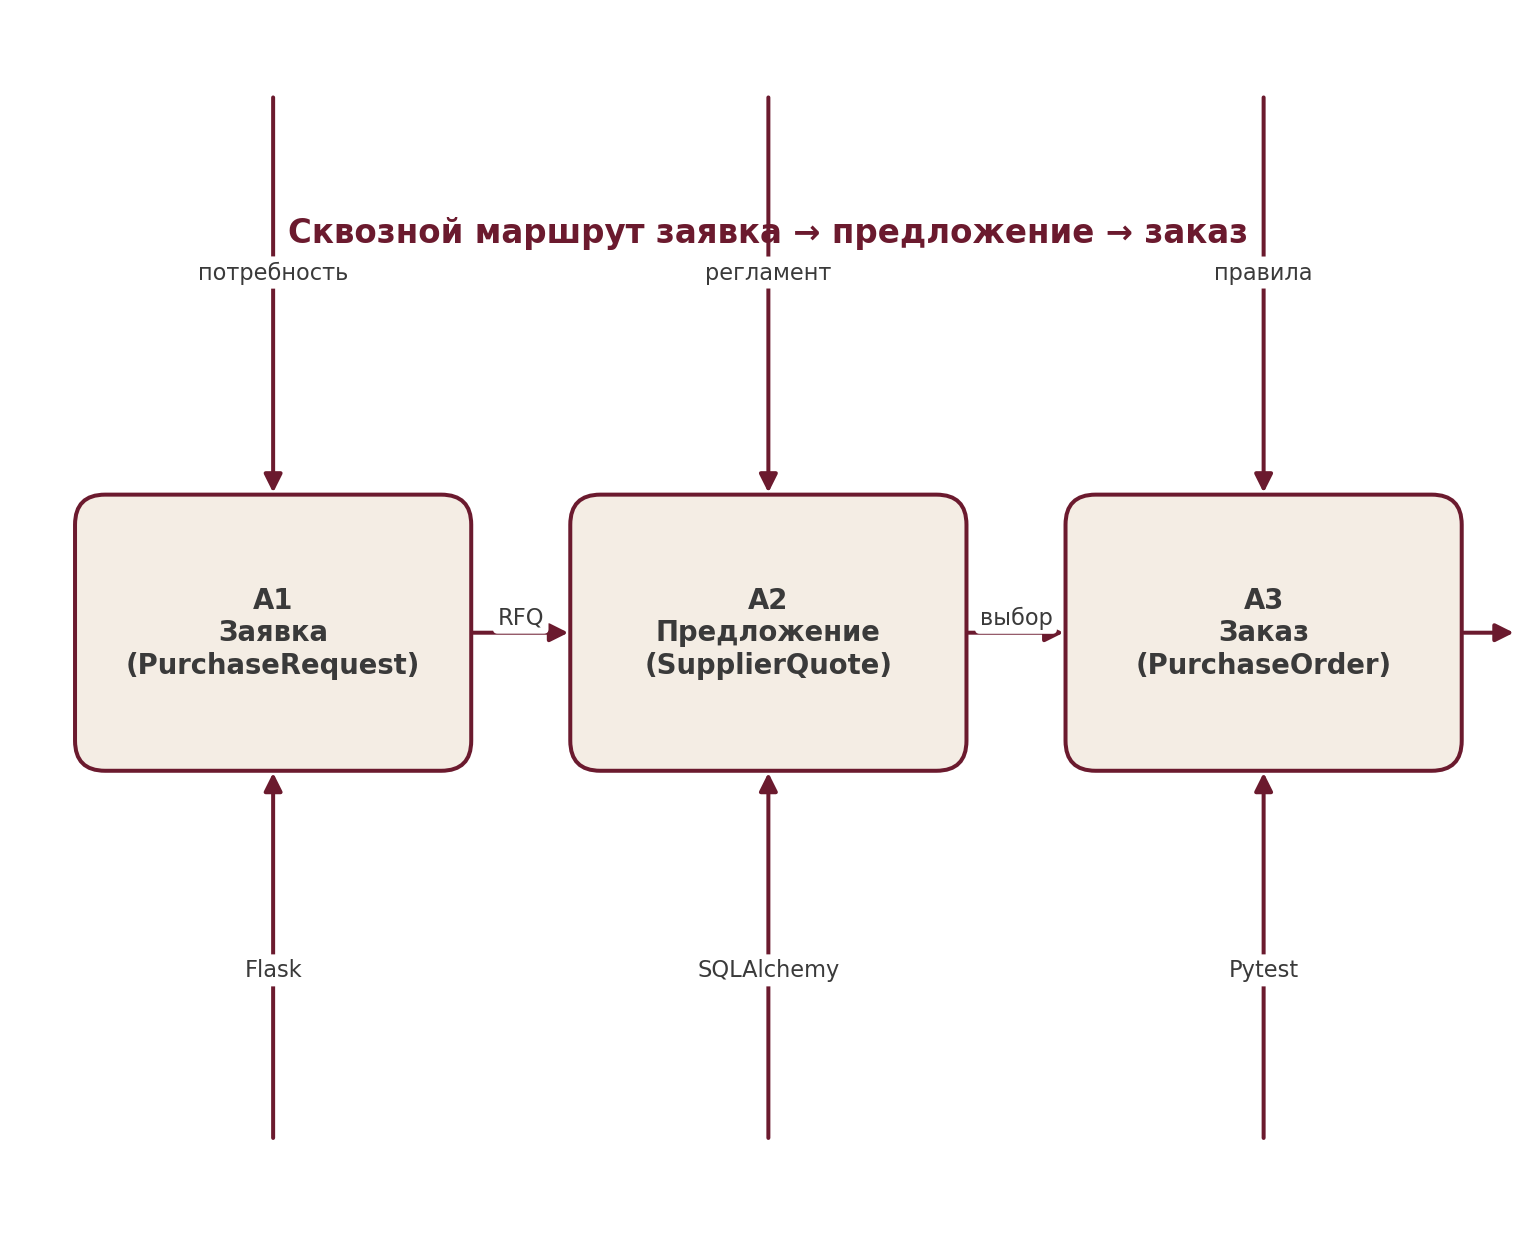 Сквозной маршрут заявка → предложение → заказ
потребность
регламент
правила
A1
Заявка
(PurchaseRequest)
RFQ
A2
Предложение
(SupplierQuote)
выбор
A3
Заказ
(PurchaseOrder)
Flask
SQLAlchemy
Pytest